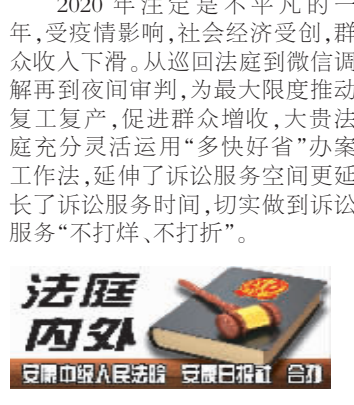 2020 年注定是不平凡的一
年,受疫情影响,社会经济受创,群
众收入下滑。从巡回法庭到微信调
解再到夜间审判,为最大限度推动
复工复产,促进群众增收,大贵法
庭充分灵活运用“多快好省”办案
工作法,延伸了诉讼服务空间更延
长了诉讼服务时间,切实做到诉讼
服务“不打烊、不打折”。
法庭
内外
安康中级人民法院 安康日报社 合办